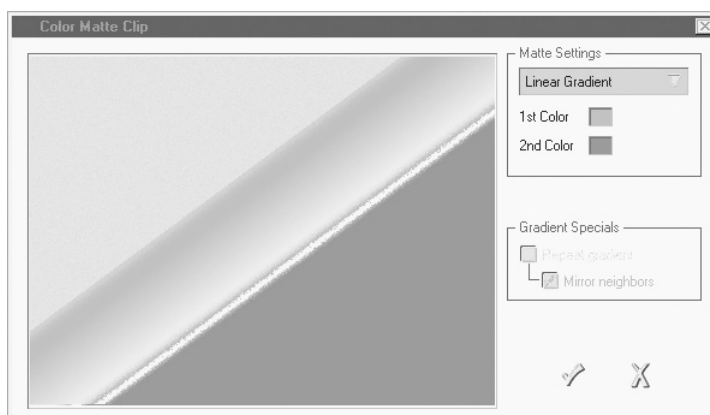 Color Matte Clip
Matte Settings
Linear Gradient
1st Color
2nd Color
Gradient Specials
Repeat gradient
Mirror neighbors